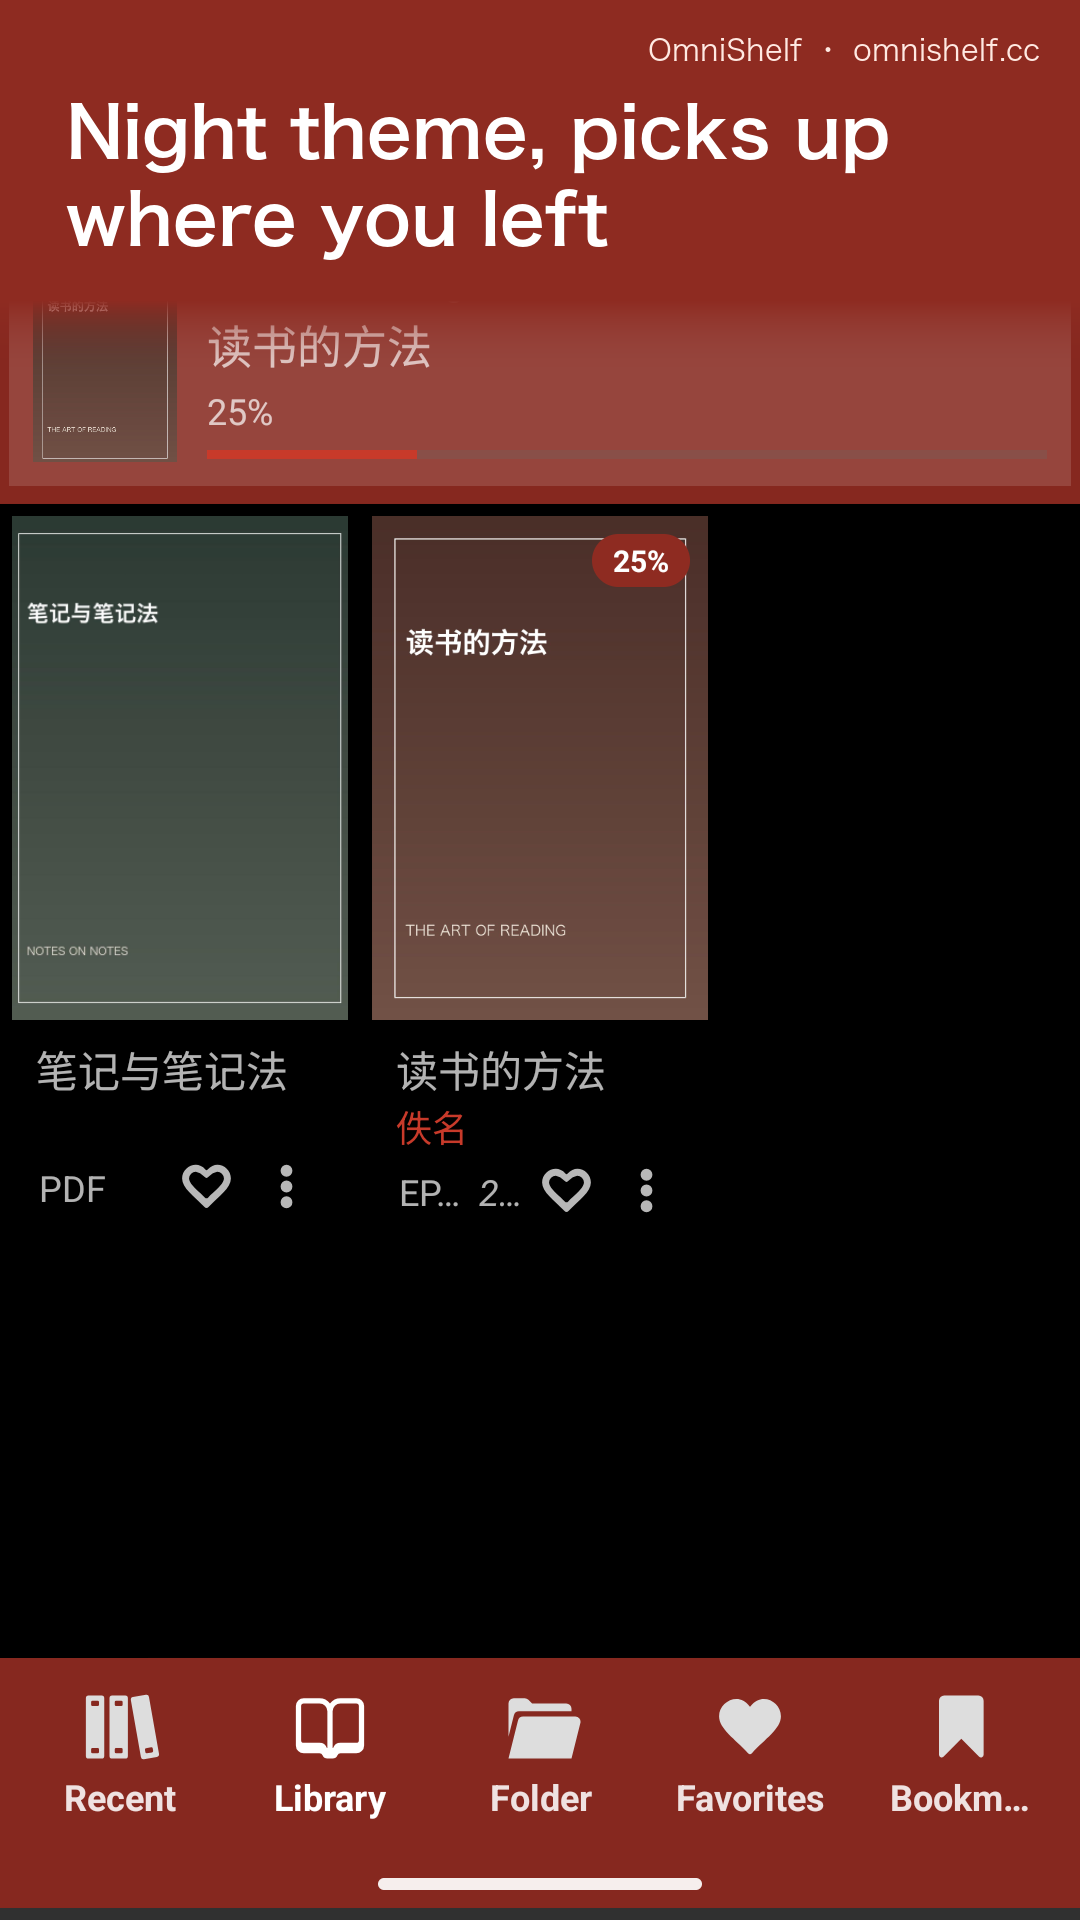 OmniShelf · omnishelf.cc
Night theme, picks up
where you left
读书的方法
THE ART OF READING
读书的方法
25%
笔记与笔记法
NOTES ON NOTES
25%
读书的方法
THE ART OF READING
笔记与笔记法
PDF
读书的方法
佚名
EP... 2...
Recent
Library
Folder
Favorites
Bookm...